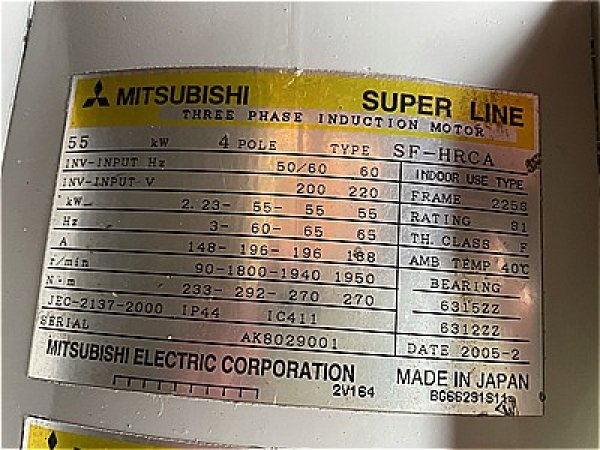 MITSUBISHI SUPER LINE
THREE PHASE INDUCTION MOTOR
55 kW 4 POLE TYPE SF-HRCA
INV-INPUT Hz 50/60 60 INDOOR USE TYPE
INV-INPUT V 200 220 FRAME 225S
kW 2.23- 55- 55 55 RATING S1
Hz 3- 60- 65 65 TH. CLASS F
A 148- 196- 196 188 AMB TEMP 40℃
r/min 90-1800-1940 1950 BEARING
N·m 233- 292- 270 270 6315ZZ
JEC-2137-2000 IP44 IC411 6312ZZ
SERIAL AK8029001 DATE 2005-2
MITSUBISHI ELECTRIC CORPORATION MADE IN JAPAN
2V164